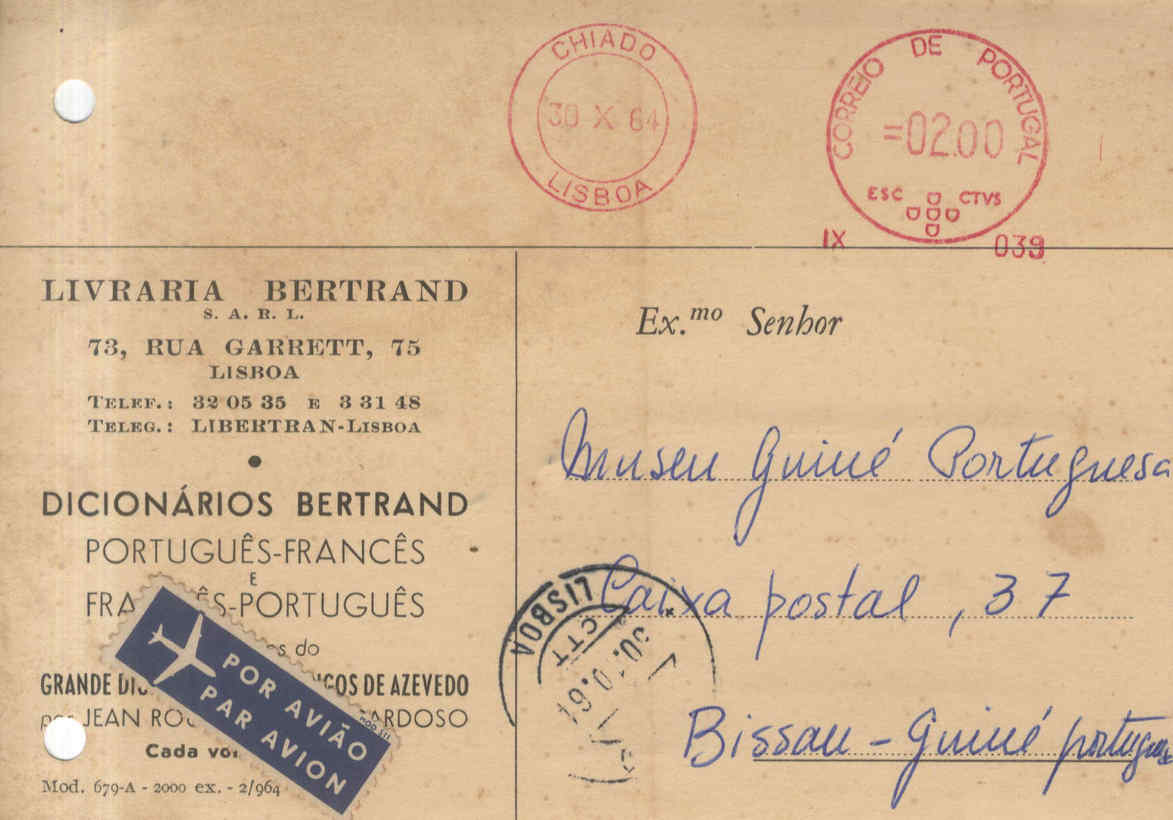 CHIADO
30 X 64
LISBOA
CORREIO DE PORTUGAL
=02.00
ESC CTVS
IX 039
LIVRARIA BERTRAND
S. A. R. L.
73, RUA GARRETT, 75
LISBOA
TELEF.: 32 05 35 E 3 31 48
TELEG.: LIBERTRAN-LISBOA
DICIONÁRIOS BERTRAND
PORTUGUÊS-FRANCÊS
E
FRA ÊS-PORTUGUÊS
s do
GRANDE DI GOS DE AZEVEDO
JEAN RO ARDOSO
Cada vo
Mod. 679-A - 2000 ex. - 2/964
POR AVIÃO
PAR AVION
Ex.mo Senhor
Museu Guiné Portuguesa
Caixa postal, 37
Bissau - Guiné portugues
LISBOA
CTT